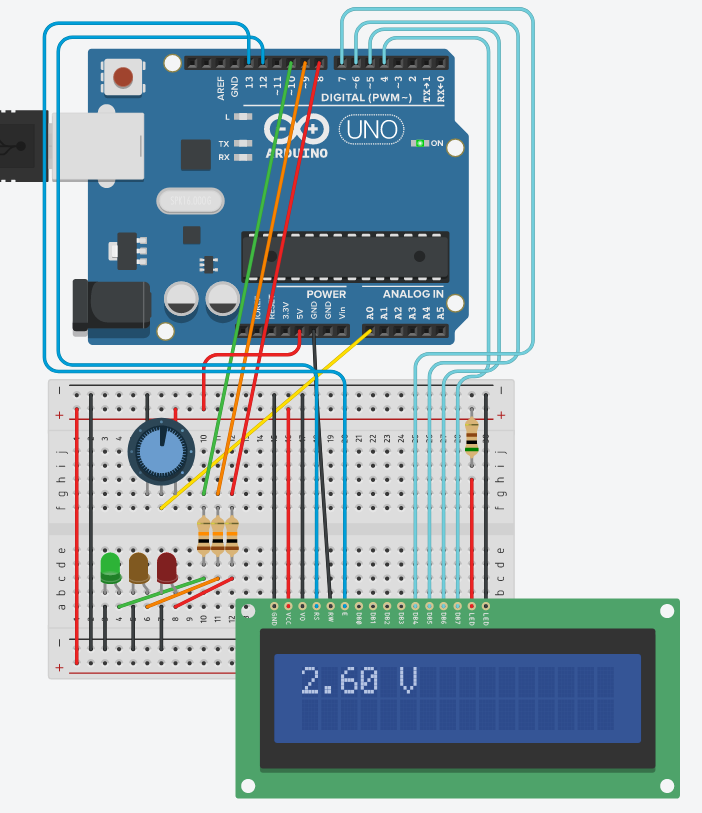 AREF
GND
13
12
~11
~10
~9
8
7
~6
~5
4
~3
2
TX→1
RX←0
DIGITAL (PWM~)
L
TX
RX
UNO
ARDUINO
ON
POWER
ANALOG IN
IOREF
RESET
3.3V
5V
GND
GND
Vin
A0
A1
A2
A3
A4
A5
j
i
h
g
f
e
d
c
b
a
GND
VCC
VO
RS
RW
E
DB0
DB1
DB2
DB3
DB4
DB5
DB6
DB7
LED
LED
2.60 V